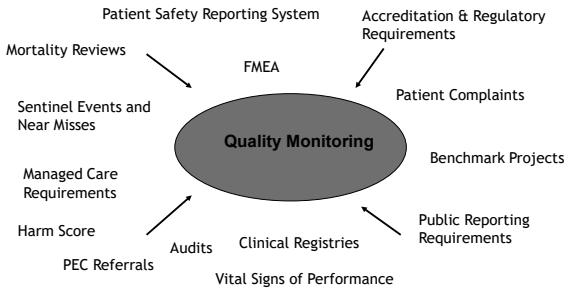 Patient Safety Reporting System
Accreditation & Regulatory
Requirements
Mortality Reviews
FMEA
Patient Complaints
Sentinel Events and
Near Misses
Quality Monitoring
Benchmark Projects
Managed Care
Requirements
Public Reporting
Requirements
Harm Score
Audits
Clinical Registries
PEC Referrals
Vital Signs of Performance